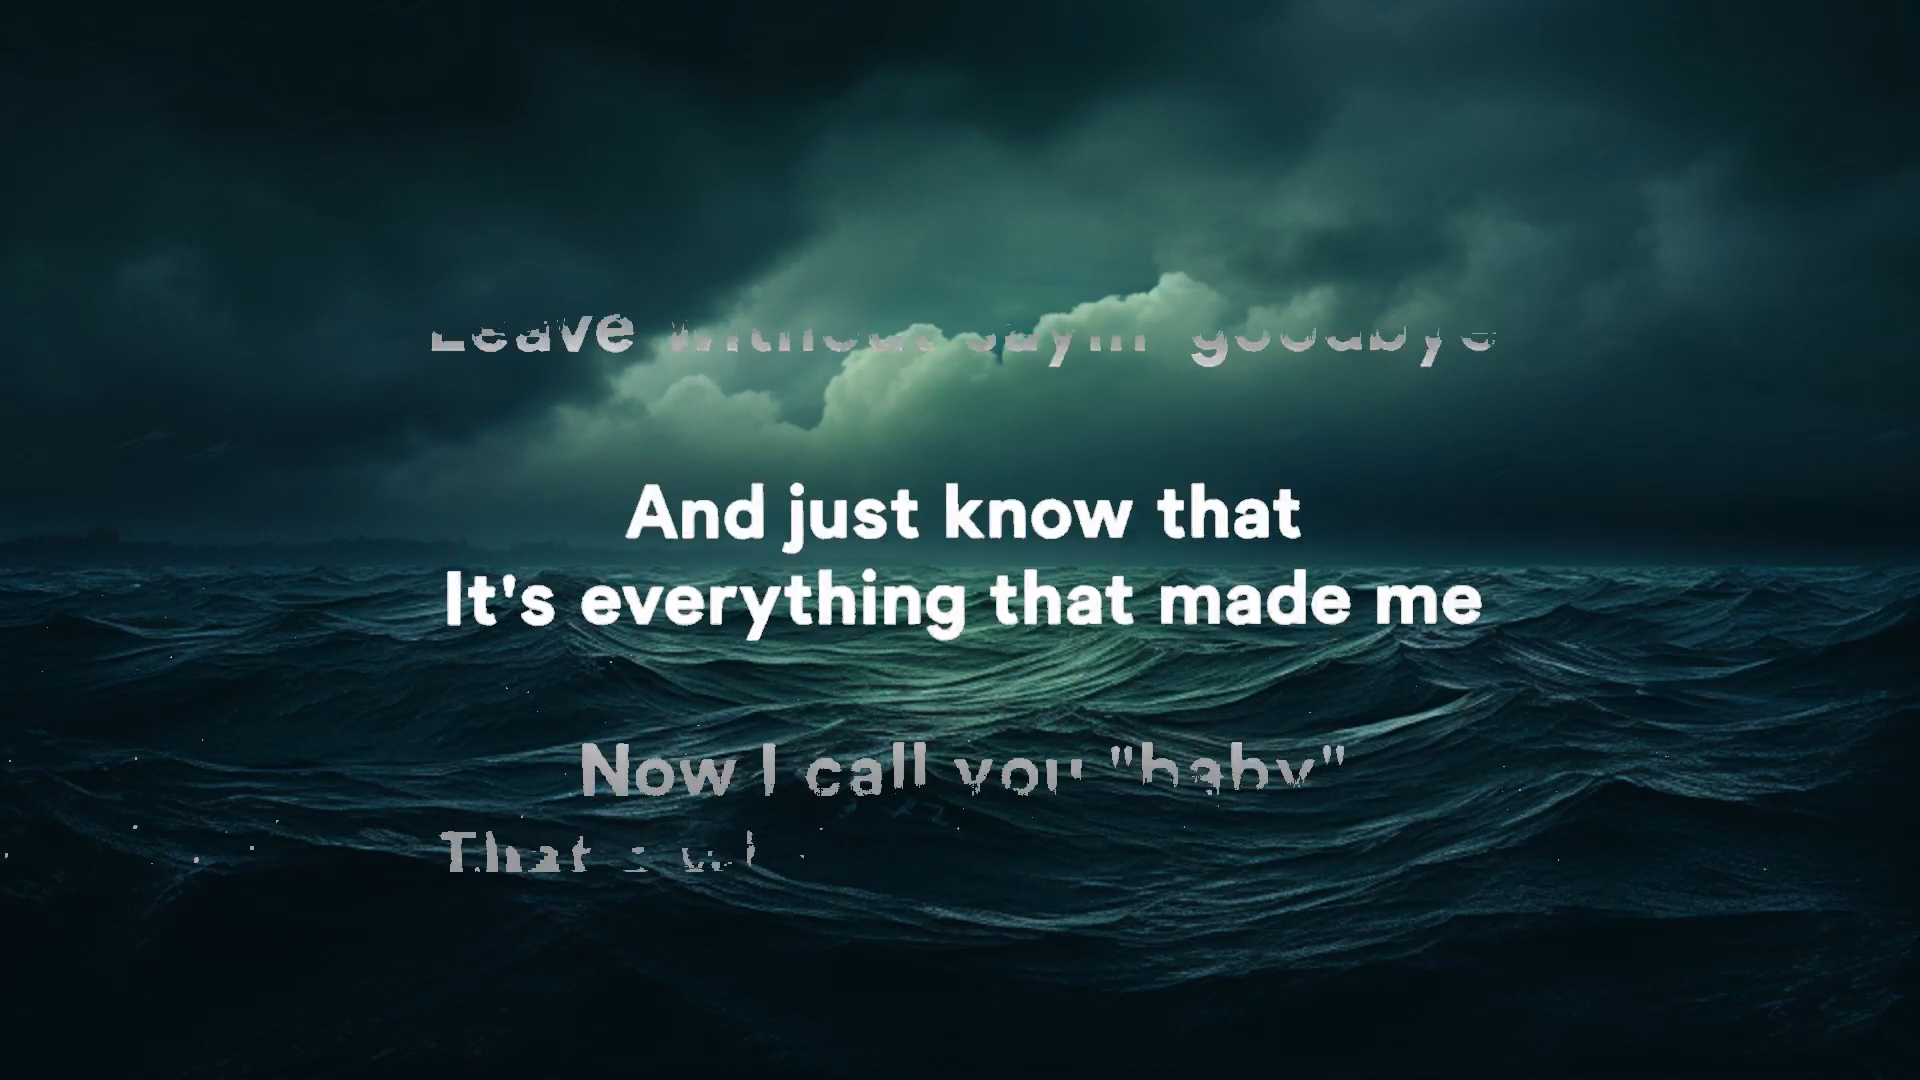 Leave without sayin' goodbye
And just know that
It's everything that made me
Now I call you "baby"
That